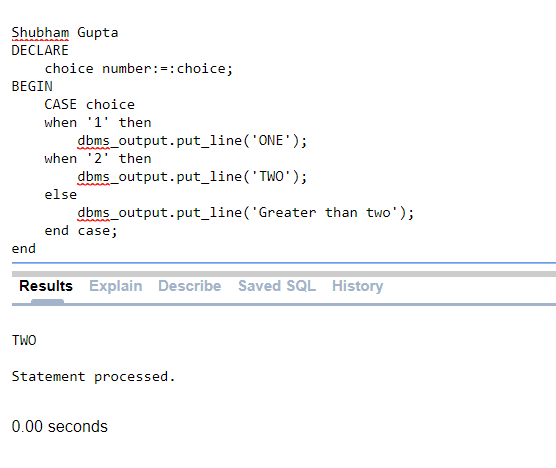 Shubham Gupta
DECLARE
    choice number:=:choice;
BEGIN
    CASE choice
    when '1' then
        dbms_output.put_line('ONE');
    when '2' then
        dbms_output.put_line('TWO');
    else
        dbms_output.put_line('Greater than two');
    end case;
end
Results Explain Describe Saved SQL History
TWO
Statement processed.
0.00 seconds